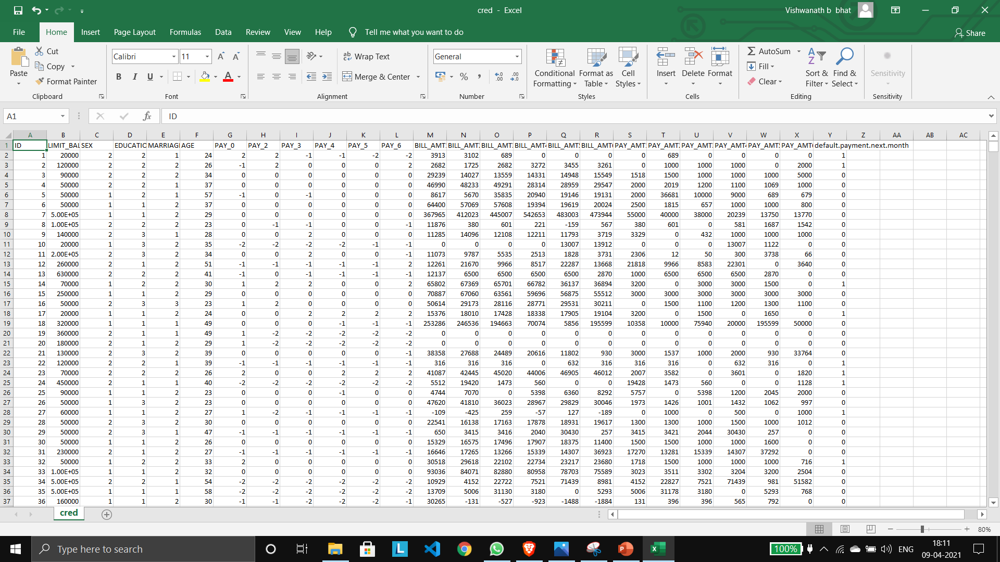 cred - Excel
Vishwanath b bhat
File Home Insert Page Layout Formulas Data Review View Help Tell me what you want to do Share
Paste Cut Copy Format Painter Clipboard
Calibri 11 B I U A Font
Wrap Text Merge & Center Alignment
General % , Number
Conditional Formatting Format as Table Cell Styles Styles
Insert Delete Format Cells
AutoSum Fill Clear Sort & Filter Find & Select Editing
Sensitivity Sensitivity
A1 fx ID
A B C D E F G H I J K L M N O P Q R S T U V W X Y Z AA AB AC
1 ID LIMIT_BAL SEX EDUCATIO MARRIAGE AGE PAY_0 PAY_2 PAY_3 PAY_4 PAY_5 PAY_6 BILL_AMT1 BILL_AMT2 BILL_AMT3 BILL_AMT4 BILL_AMT5 BILL_AMT6 PAY_AMT1 PAY_AMT2 PAY_AMT3 PAY_AMT4 PAY_AMT5 PAY_AMT6 default.payment.next.month
2 1 20000 2 2 1 24 2 2 -1 -1 -2 -2 3913 3102 689 0 0 0 0 689 0 0 0 0 1
3 2 120000 2 2 2 26 -1 2 0 0 0 2 2682 1725 2682 3272 3455 3261 0 1000 1000 1000 0 2000 1
4 3 90000 2 2 2 34 0 0 0 0 0 0 29239 14027 13559 14331 14948 15549 1518 1500 1000 1000 1000 5000 0
5 4 50000 2 2 1 37 0 0 0 0 0 0 46990 48233 49291 28314 28959 29547 2000 2019 1200 1100 1069 1000 0
6 5 50000 1 2 1 57 -1 0 -1 0 0 0 8617 5670 35835 20940 19146 19131 2000 36681 10000 9000 689 679 0
7 6 50000 1 1 2 37 0 0 0 0 0 0 64400 57069 57608 19394 19619 20024 2500 1815 657 1000 1000 800 0
8 7 5.00E+05 1 1 2 29 0 0 0 0 0 0 367965 412023 445007 542653 483003 473944 55000 40000 38000 20239 13750 13770 0
9 8 1.00E+05 2 2 2 23 0 -1 -1 0 0 -1 11876 380 601 221 -159 567 380 601 0 581 1687 1542 0
10 9 140000 2 3 1 28 0 0 2 0 0 0 11285 14096 12108 12211 11793 3719 3329 0 432 1000 1000 1000 0
11 10 20000 1 3 2 35 -2 -2 -2 -2 -1 -1 0 0 0 0 13007 13912 0 0 0 13007 1122 0 0
12 11 2.00E+05 2 3 2 34 0 0 2 0 0 -1 11073 9787 5535 2513 1828 3731 2306 12 50 300 3738 66 0
13 12 260000 2 1 2 51 -1 -1 -1 -1 -1 2 12261 21670 9966 8517 22287 13668 21818 9966 8583 22301 0 3640 0
14 13 630000 2 2 2 41 -1 0 -1 -1 -1 -1 12137 6500 6500 6500 6500 2870 1000 6500 6500 6500 2870 0 0
15 14 70000 1 2 2 30 1 2 2 0 0 2 65802 67369 65701 66782 36137 36894 3200 0 3000 3000 1500 0 1
16 15 250000 1 1 2 29 0 0 0 0 0 0 70887 67060 63561 59696 56875 55512 3000 3000 3000 3000 3000 3000 0
17 16 50000 2 3 3 23 1 2 0 0 0 0 50614 29173 28116 28771 29531 30211 0 1500 1100 1200 1300 1100 0
18 17 20000 1 1 2 24 0 0 2 2 2 2 15376 18010 17428 18338 17905 19104 3200 0 1500 0 1650 0 1
19 18 320000 1 1 1 49 0 0 0 -1 -1 -1 253286 246536 194663 70074 5856 195599 10358 10000 75940 20000 195599 50000 0
20 19 360000 2 1 1 49 1 -2 -2 -2 -2 -2 0 0 0 0 0 0 0 0 0 0 0 0 0
21 20 180000 2 1 2 29 1 -2 -2 -2 -2 -2 0 0 0 0 0 0 0 0 0 0 0 0 0
22 21 130000 2 3 2 39 0 0 0 0 0 -1 38358 27688 24489 20616 11802 930 3000 1537 1000 2000 930 33764 0
23 22 120000 2 2 1 39 -1 -1 -1 -1 -1 -1 316 316 316 0 632 316 316 316 0 632 316 0 1
24 23 70000 2 2 2 26 2 0 0 2 2 2 41087 42445 45020 44006 46905 46012 2007 3582 0 3601 0 1820 1
25 24 450000 2 1 1 40 -2 -2 -2 -2 -2 -2 5512 19420 1473 560 0 0 19428 1473 560 0 0 1128 1
26 25 90000 1 1 2 23 0 0 0 -1 0 0 4744 7070 0 5398 6360 8292 5757 0 5398 1200 2045 2000 0
27 26 50000 1 3 2 23 0 0 0 0 0 0 47620 41810 36023 28967 29829 30046 1973 1426 1001 1432 1062 997 0
28 27 60000 1 1 2 27 1 -2 -1 -1 -1 -1 -109 -425 259 -57 127 -189 0 1000 0 500 0 1000 1
29 28 50000 2 3 2 30 0 0 0 0 0 0 22541 16138 17163 17878 18931 19617 1300 1300 1000 1500 1000 1012 0
30 29 50000 2 3 1 47 -1 -1 -1 -1 -1 -1 650 3415 3416 2040 30430 257 3415 3421 2044 30430 257 0 0
31 30 50000 1 1 2 26 0 0 0 0 0 0 15329 16575 17496 17907 18375 11400 1500 1500 1000 1000 1600 0 0
32 31 230000 2 1 2 27 -1 -1 -1 -1 -1 -1 16646 17265 13266 15339 14307 36923 17270 13281 15339 14307 37292 0 0
33 32 50000 1 2 2 33 2 0 0 0 0 0 30518 29618 22102 22734 23217 23680 1718 1500 1000 1000 1000 716 1
34 33 1.00E+05 1 1 2 32 0 0 0 0 0 0 93036 84071 82880 80958 78703 75589 3023 3511 3302 3204 3200 2504 0
35 34 5.00E+05 2 2 1 54 -2 -2 -2 -2 -2 -2 10929 4152 22722 7521 71439 8981 4152 22827 7521 71439 981 51582 0
36 35 5.00E+05 1 1 1 58 -2 -2 -2 -2 -2 -2 13709 5006 31130 3180 0 5293 5006 31178 3180 0 5293 768 0
37 36 160000 1 1 2 30 -1 -1 -2 -2 -2 -1 30265 -131 -527 -923 -1488 -1884 131 396 396 565 792 0 0
cred
80%
Type here to search
100% ENG 18:11
09-04-2021